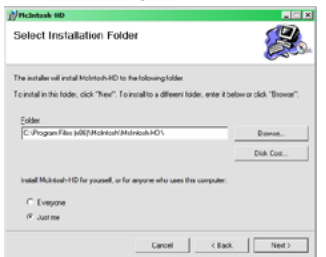 McIntosh-HD
Select Installation Folder
The installer will install McIntosh-HD to the following folder.
To install in this folder, click "Next". To install to a different folder, enter it below or click "Browse".
Folder:
C:\Program Files (x86)\McIntosh\McIntosh-HD\
Browse...
Disk Cost...
Install McIntosh-HD for yourself, or for anyone who uses this computer:
Everyone
Just me
Cancel
< Back
Next >